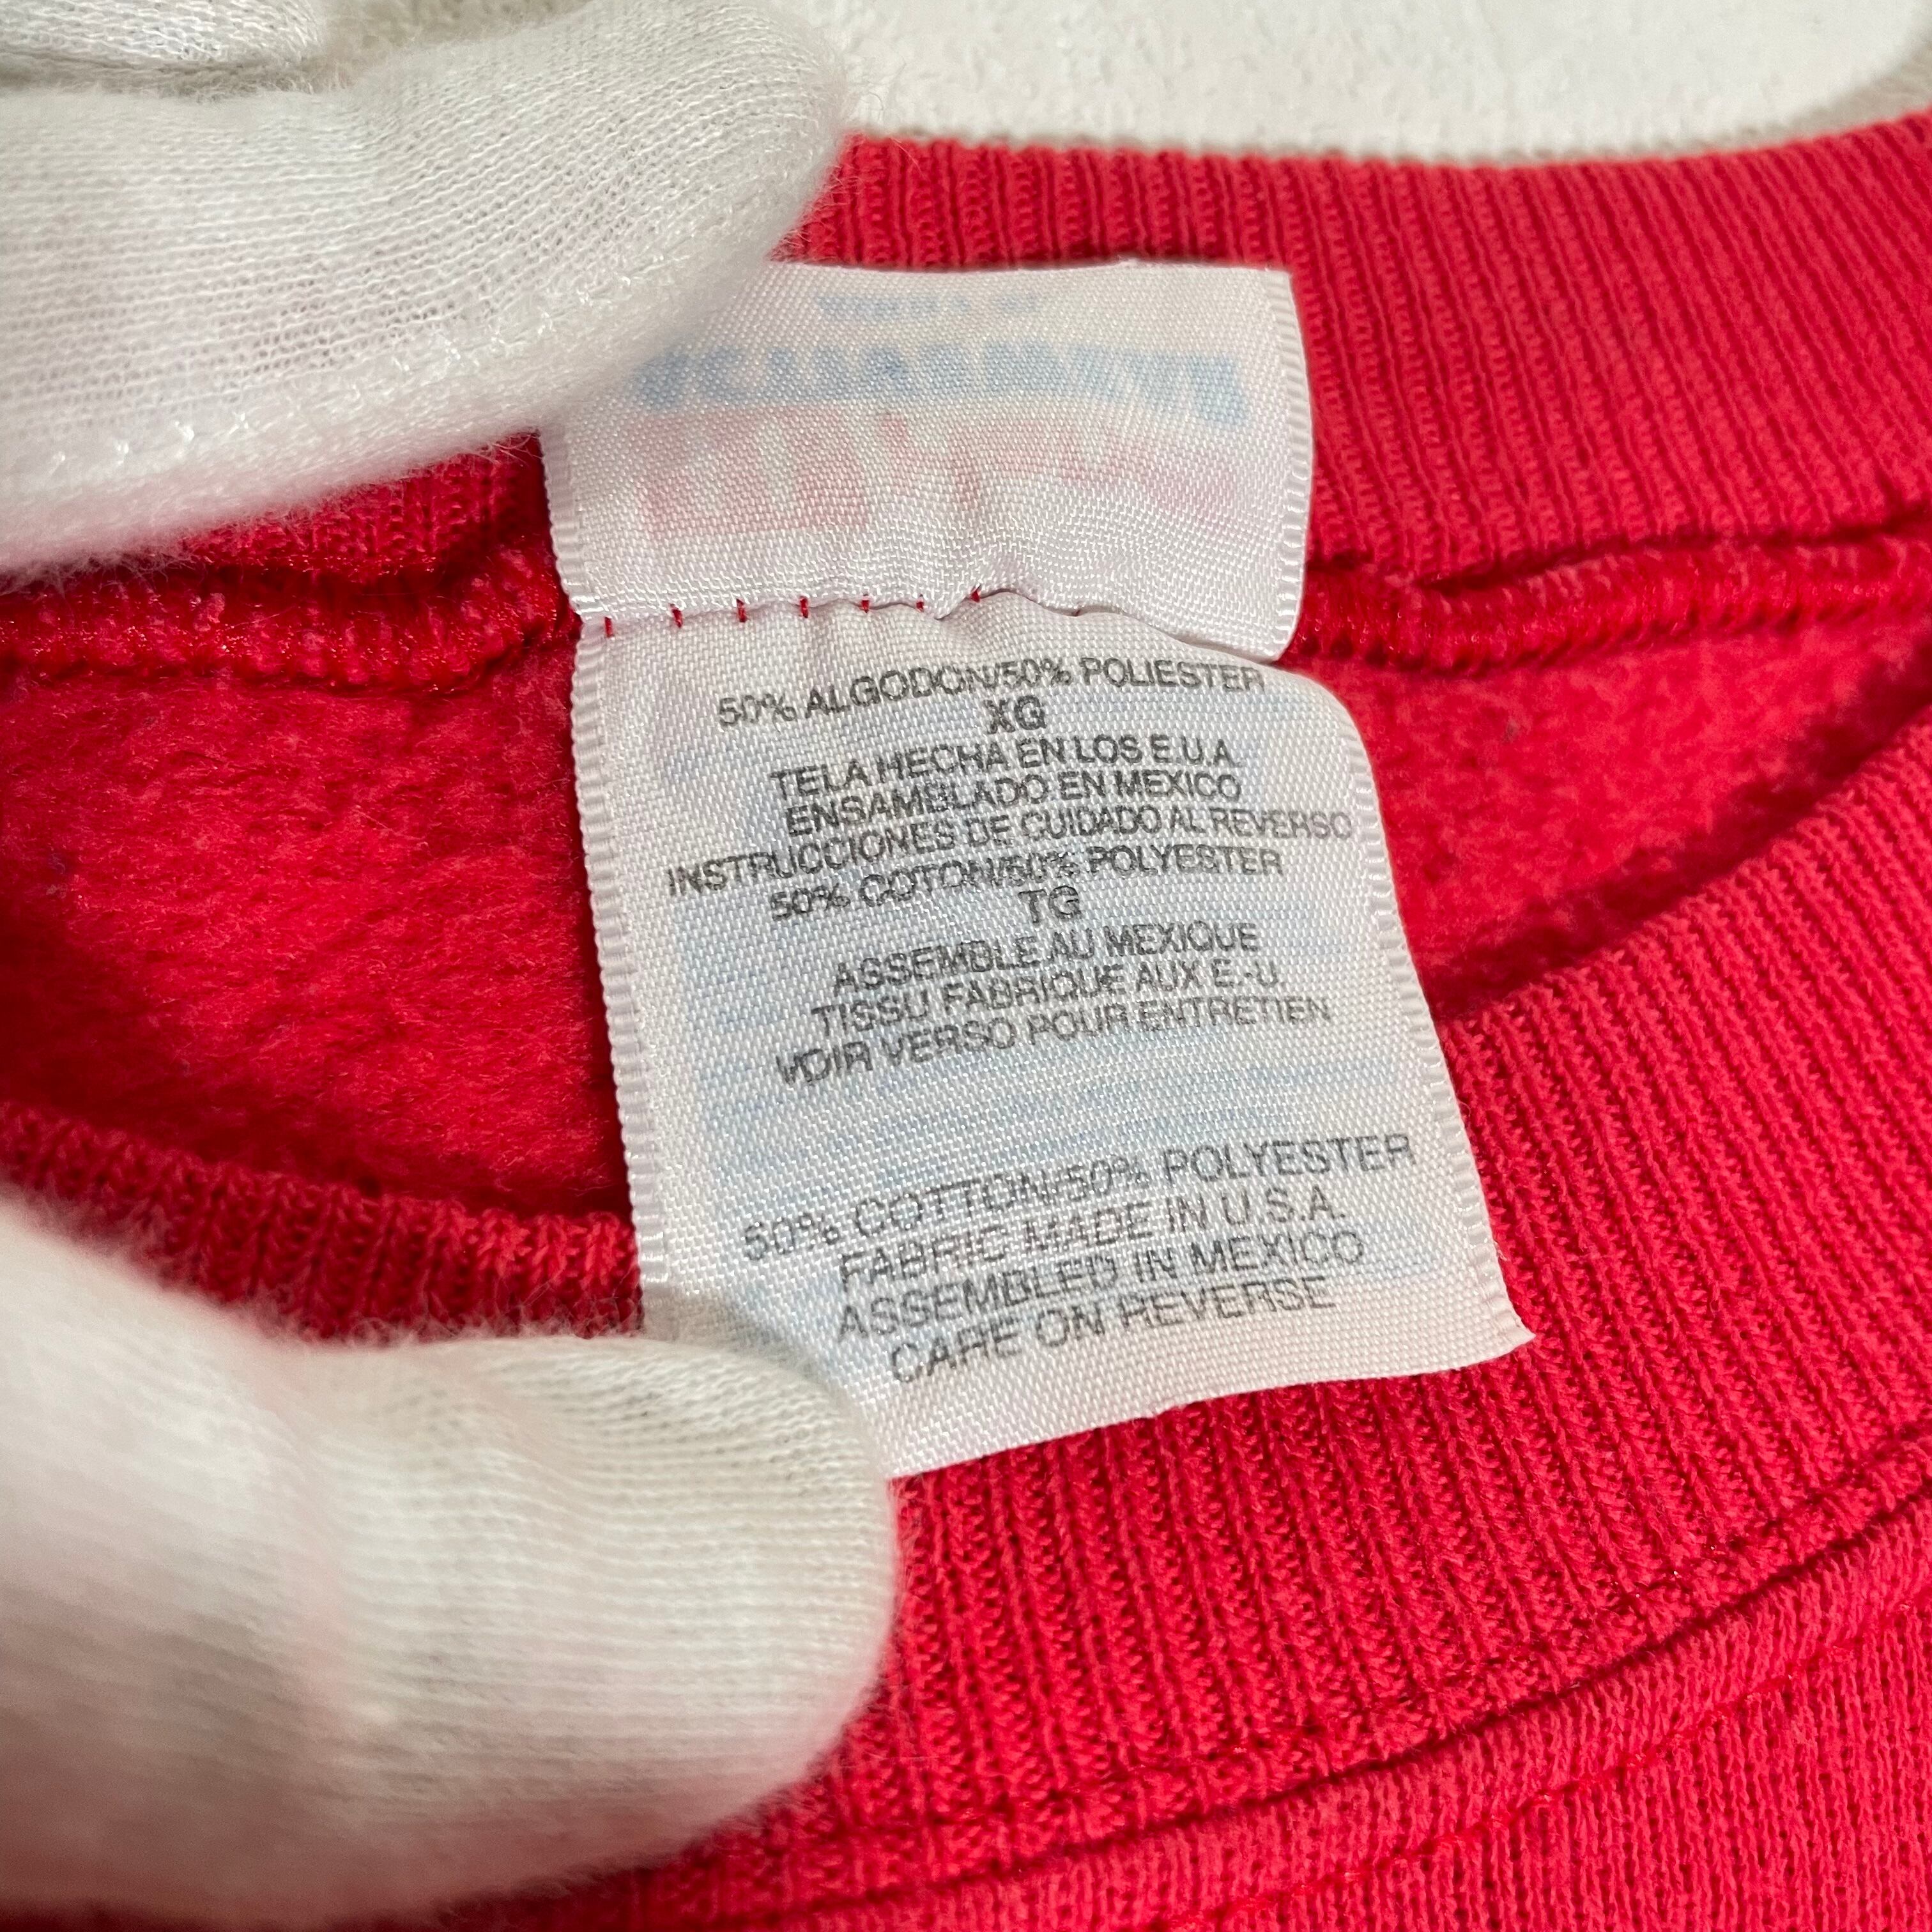 50% ALGODON/50% POLIESTER
XG
TELA HECHA EN LOS E.U.A.
ENSAMBLADO EN MEXICO
INSTRUCCIONES DE CUIDADO AL REVERSO
50% COTON/50% POLYESTER
TG
ASSEMBLE AU MEXIQUE
TISSU FABRIQUE AUX E.-U.
VOIR VERSO POUR ENTRETIEN
50% COTTON/50% POLYESTER
FABRIC MADE IN U.S.A.
ASSEMBLED IN MEXICO
CARE ON REVERSE